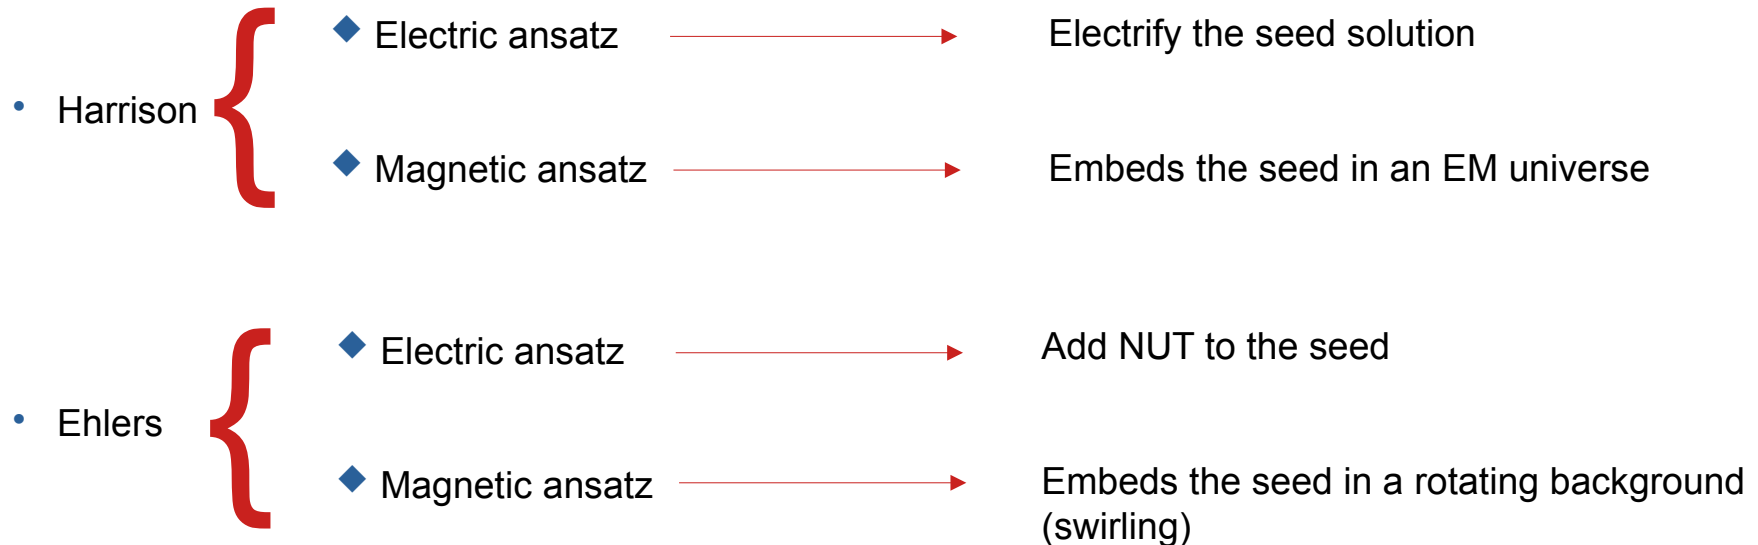 Electric ansatz Electrify the seed solution
• Harrison
Magnetic ansatz Embeds the seed in an EM universe
Electric ansatz Add NUT to the seed
• Ehlers
Magnetic ansatz Embeds the seed in a rotating background
(swirling)